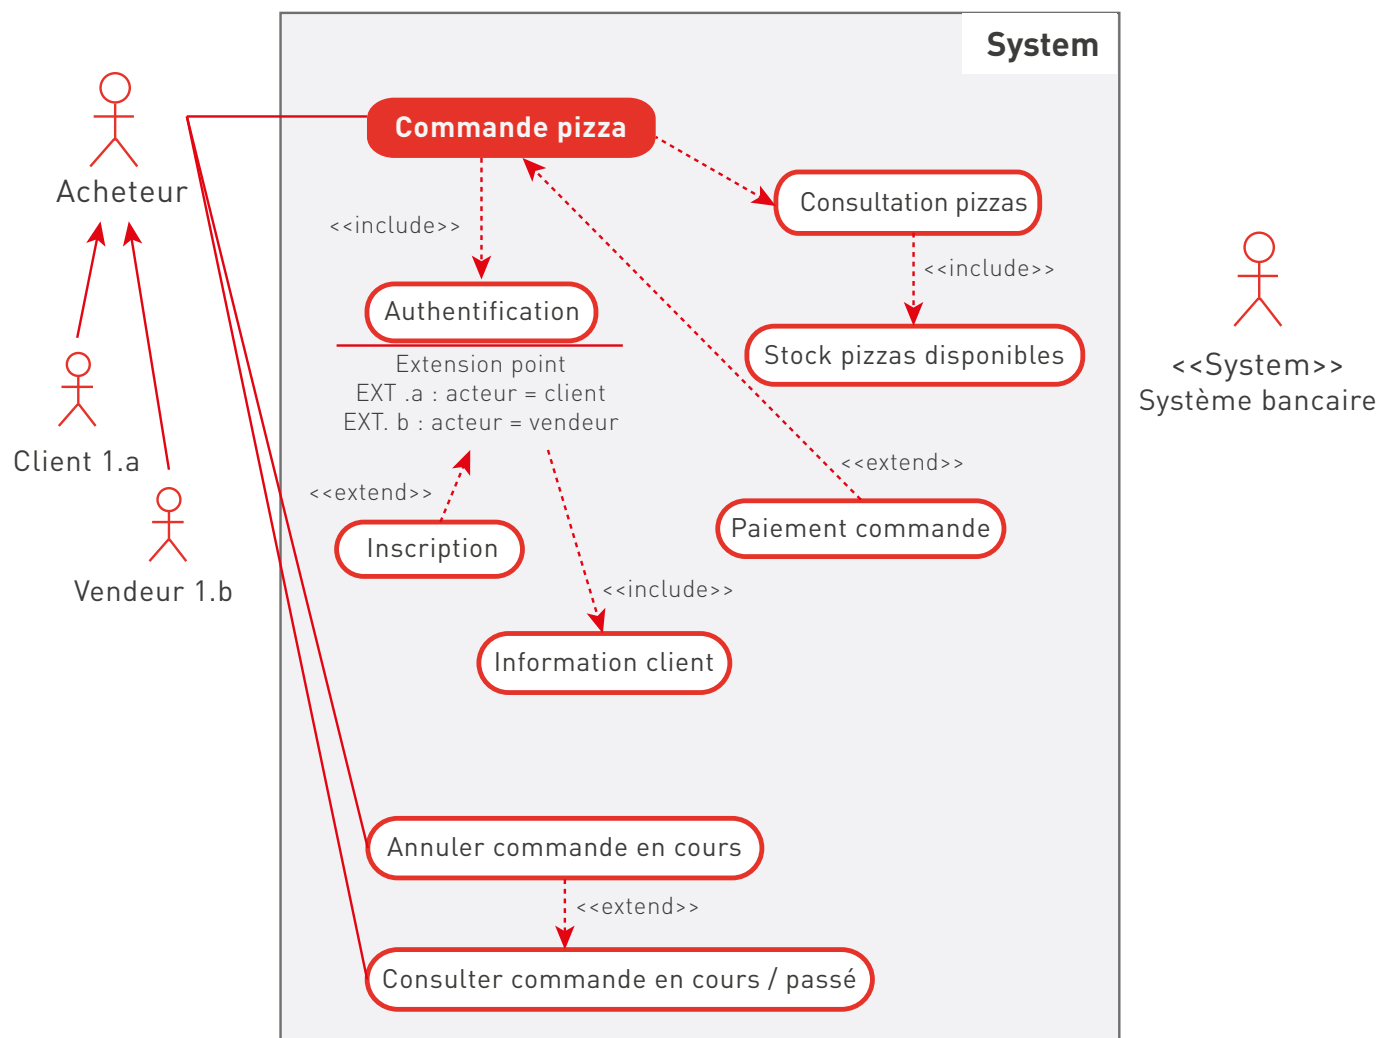 System
Commande pizza
Acheteur
Consultation pizzas
<<include>>
<<include>>
Authentification
Stock pizzas disponibles
<<System>>
Système bancaire
Extension point
EXT .a : acteur = client
EXT. b : acteur = vendeur
Client 1.a
<<extend>>
<<extend>>
Paiement commande
Inscription
Vendeur 1.b
<<include>>
Information client
Annuler commande en cours
<<extend>>
Consulter commande en cours / passé